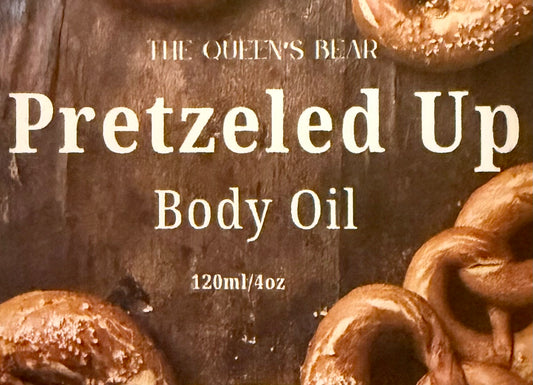 THE QUEEN'S BEAR
Pretzeled Up
Body Oil
120ml/4oz